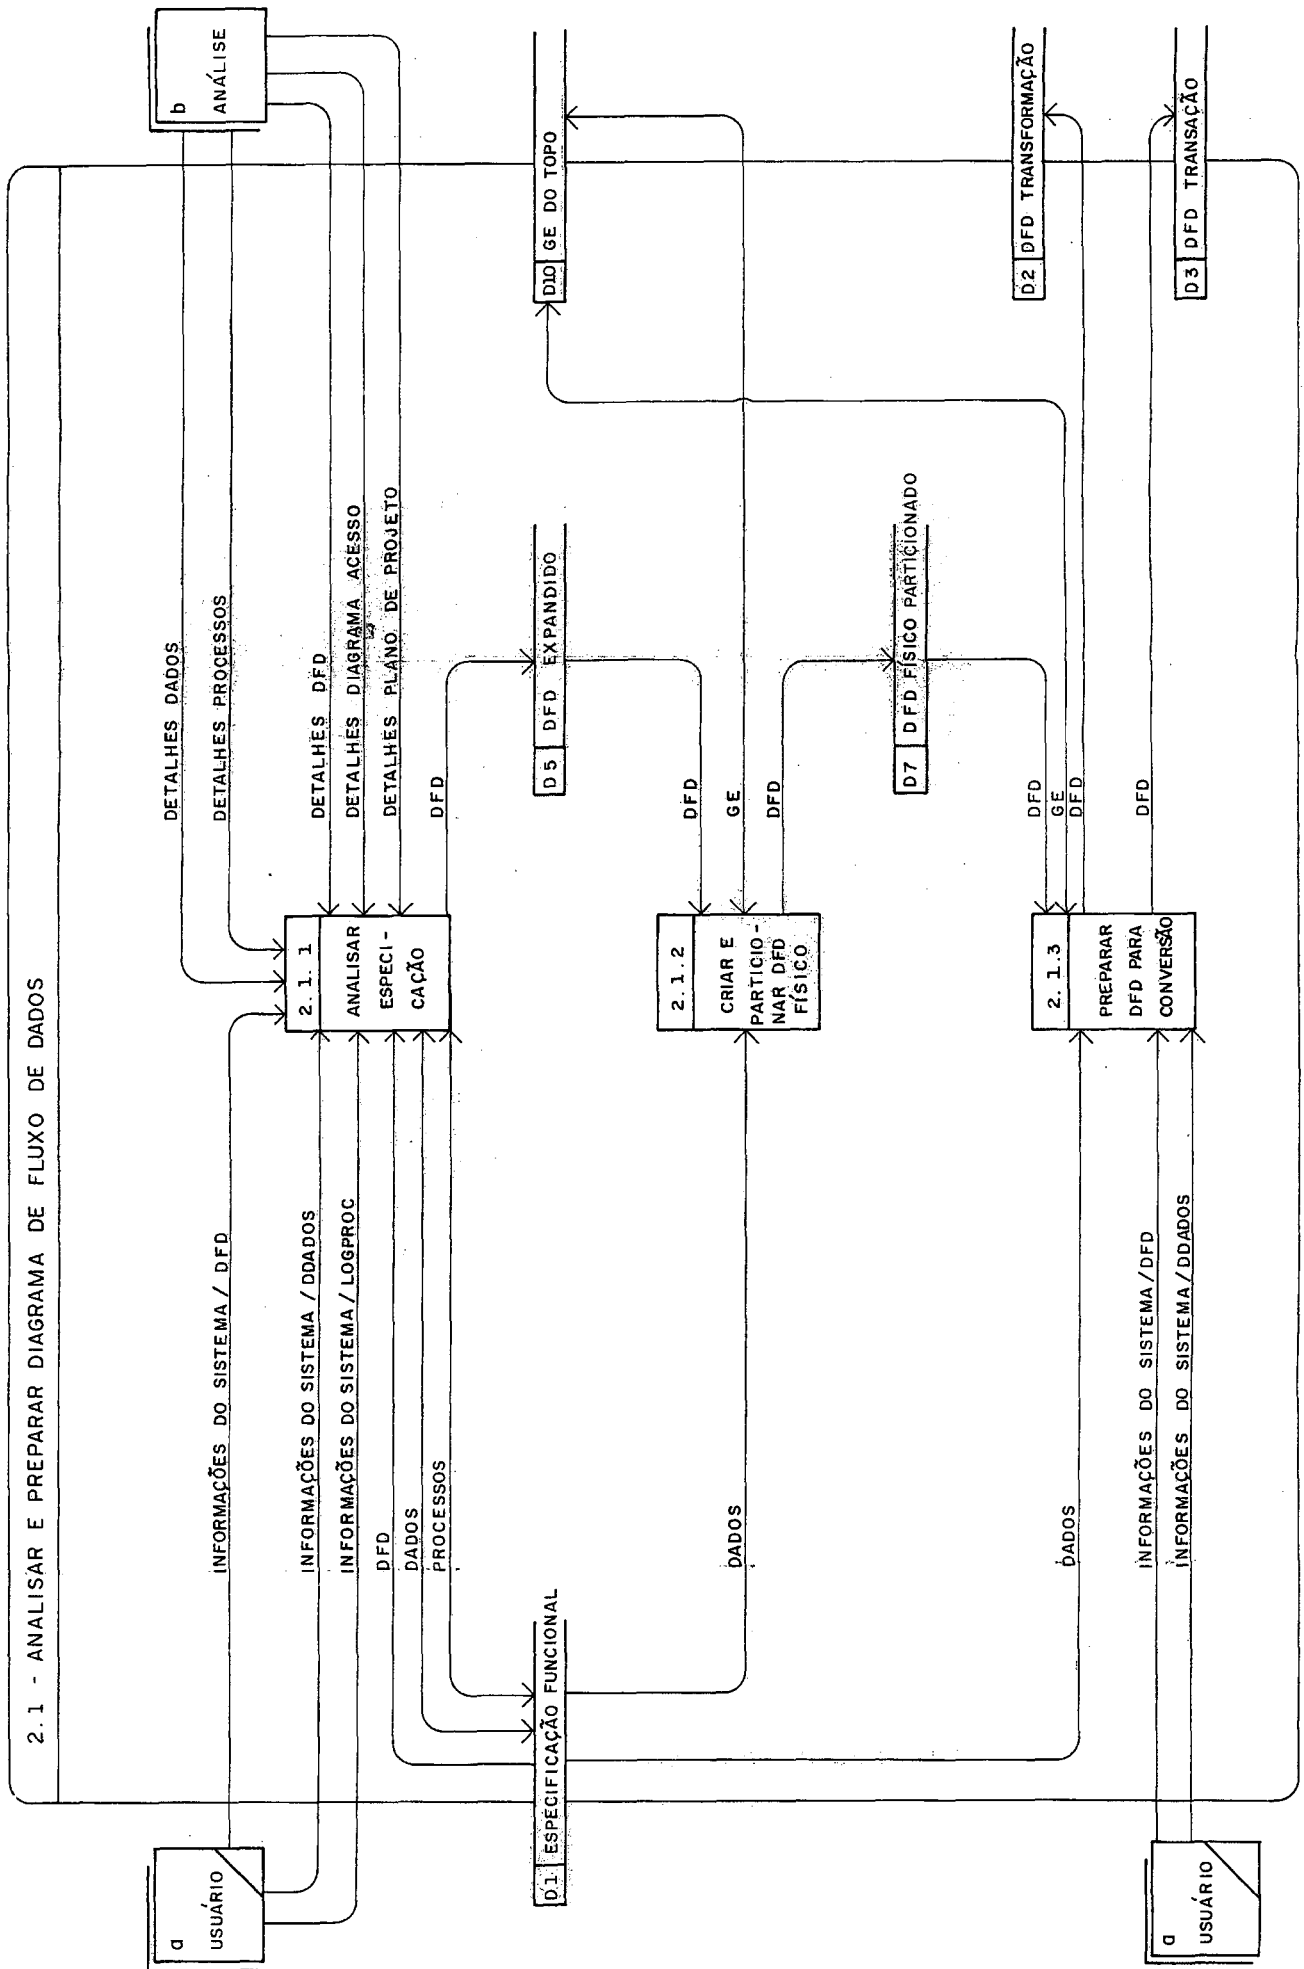 2.1 - ANALISAR E PREPARAR DIAGRAMA DE FLUXO DE DADOS
a
USUÁRIO
b
ANÁLISE
INFORMAÇÕES DO SISTEMA / DFD
INFORMAÇÕES DO SISTEMA / DDADOS
INFORMAÇÕES DO SISTEMA / LOGPROC
DFD
DADOS
PROCESSOS
2.1.1
ANALISAR
ESPECI-
CAÇÃO
DETALHES DADOS
DETALHES PROCESSOS
DETALHES DFD
DETALHES DIAGRAMA ACESSO
DETALHES PLANO DE PROJETO
DFD
D1 ESPECIFICAÇÃO FUNCIONAL
D5 DFD EXPANDIDO
D10 GE DO TOPO
DADOS
2.1.2
CRIAR E
PARTICIO-
NAR DFD
FÍSICO
DFD
GE
DFD
D7 DFD FÍSICO PARTICIONADO
DADOS
INFORMAÇÕES DO SISTEMA/DFD
INFORMAÇÕES DO SISTEMA/DDADOS
2.1.3
PREPARAR
DFD PARA
CONVERSÃO
DFD
GE
DFD
DFD
D2 DFD TRANSFORMAÇÃO
D3 DFD TRANSAÇÃO
a
USUÁRIO